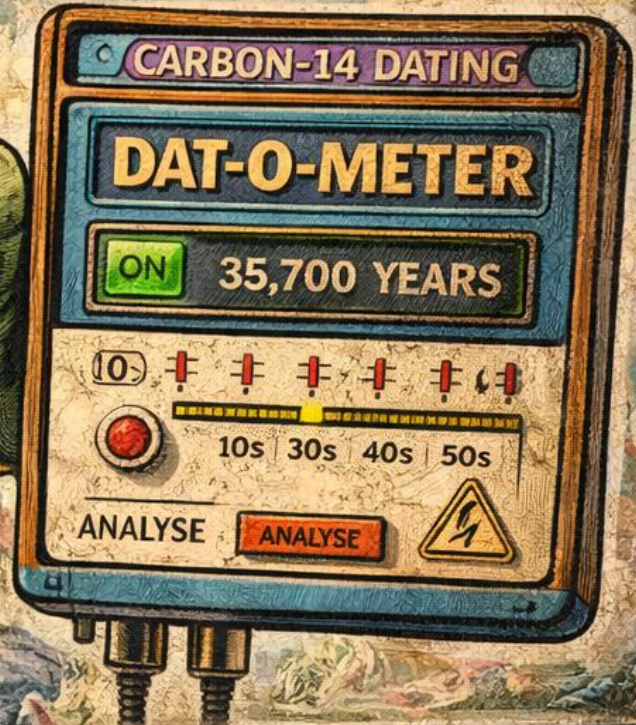 CARBON-14 DATING
DAT-O-METER
ON 35,700 YEARS
10s 30s 40s 50s
ANALYSE ANALYSE